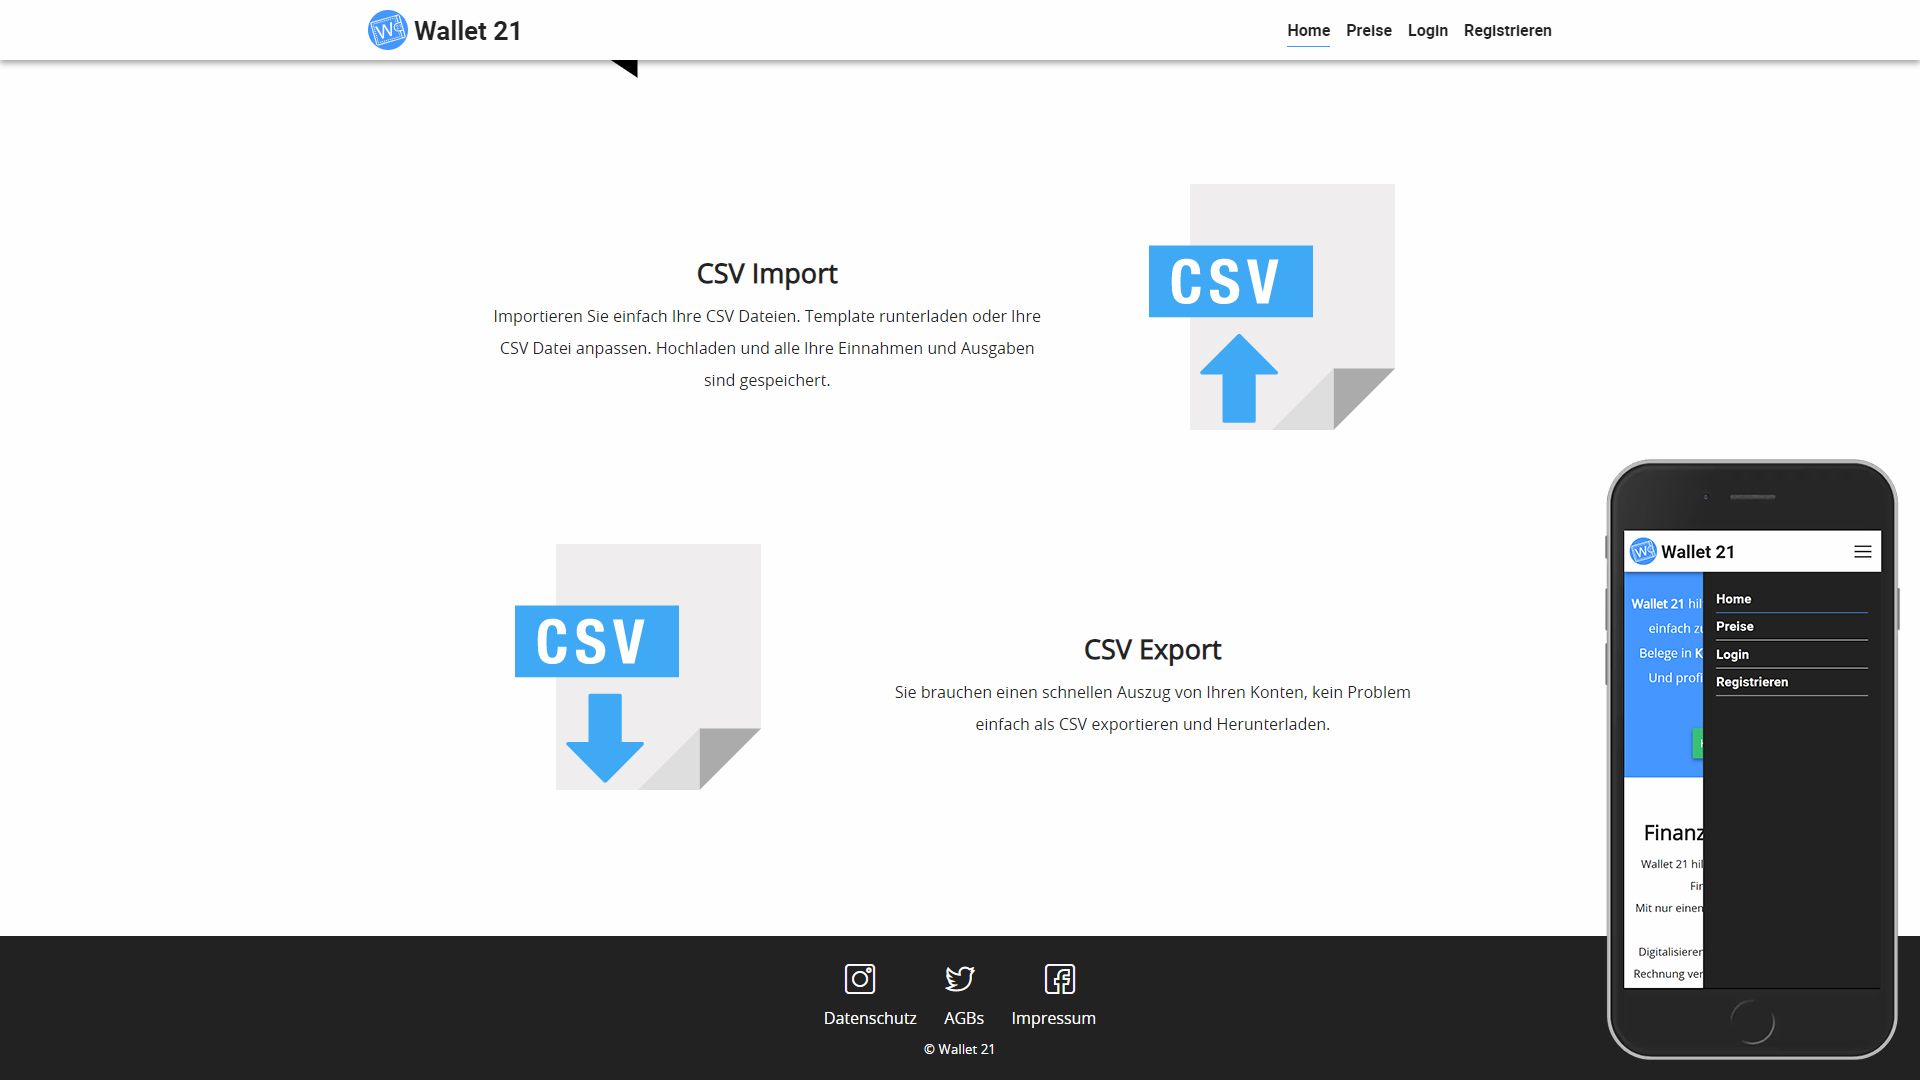 Wallet 21
Home Preise Login Registrieren
CSV Import
Importieren Sie einfach Ihre CSV Dateien. Template runterladen oder Ihre
CSV Datei anpassen. Hochladen und alle Ihre Einnahmen und Ausgaben
sind gespeichert.
CSV
CSV
CSV Export
Sie brauchen einen schnellen Auszug von Ihren Konten, kein Problem
einfach als CSV exportieren und Herunterladen.
Wallet 21
Home
Preise
Login
Registrieren
Wallet 21 hil
einfach zu
Belege in K
Und profi
Finanz
Wallet 21 hil
Fin
Mit nur einen
Digitalisieren
Rechnung ver
Datenschutz AGBs Impressum
© Wallet 21